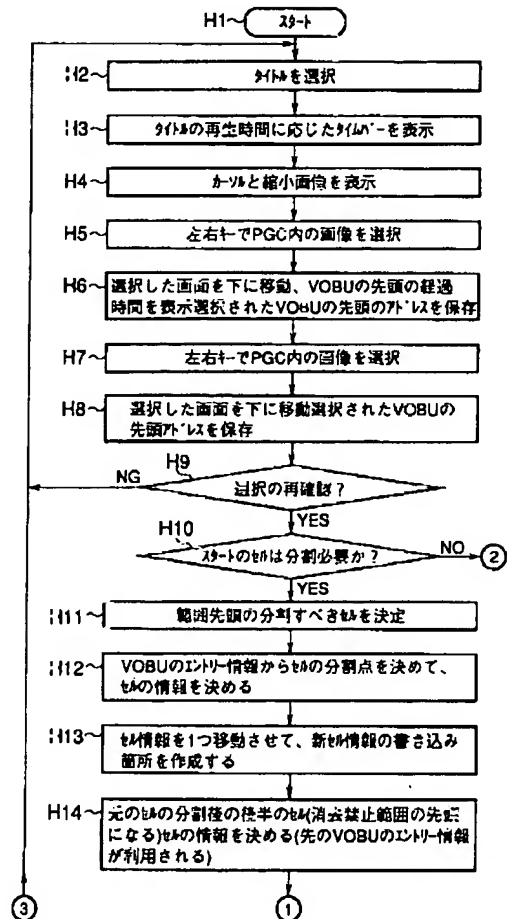 H1
スタート
H2
タイトルを選択
H3
タイトルの再生時間に応じたタイムバーを表示
H4
カーソルと縮小画像を表示
H5
左右キーでPGC内の画像を選択
H6
選択した画面を下に移動、VOBUの先頭の経過
時間を表示選択されたVOBUの先頭のアドレスを保存
H7
左右キーでPGC内の画像を選択
H8
選択した画面を下に移動選択されたVOBUの
先頭アドレスを保存
H9
NG
選択の再確認?
YES
H10
スタートのセルは分割必要か?
NO
2
YES
H11
範囲先頭の分割すべきセルを決定
H12
VOBUのエントリー情報からセルの分割点を決めて、
セルの情報を決める
H13
セル情報を1つ移動させて、新セル情報の書き込み
箇所を作成する
H14
元のセルの分割後の後半のセル(消去禁止範囲の先頭
になる)セルの情報を決める(先のVOBUのエントリー情報
が利用される)
3
1